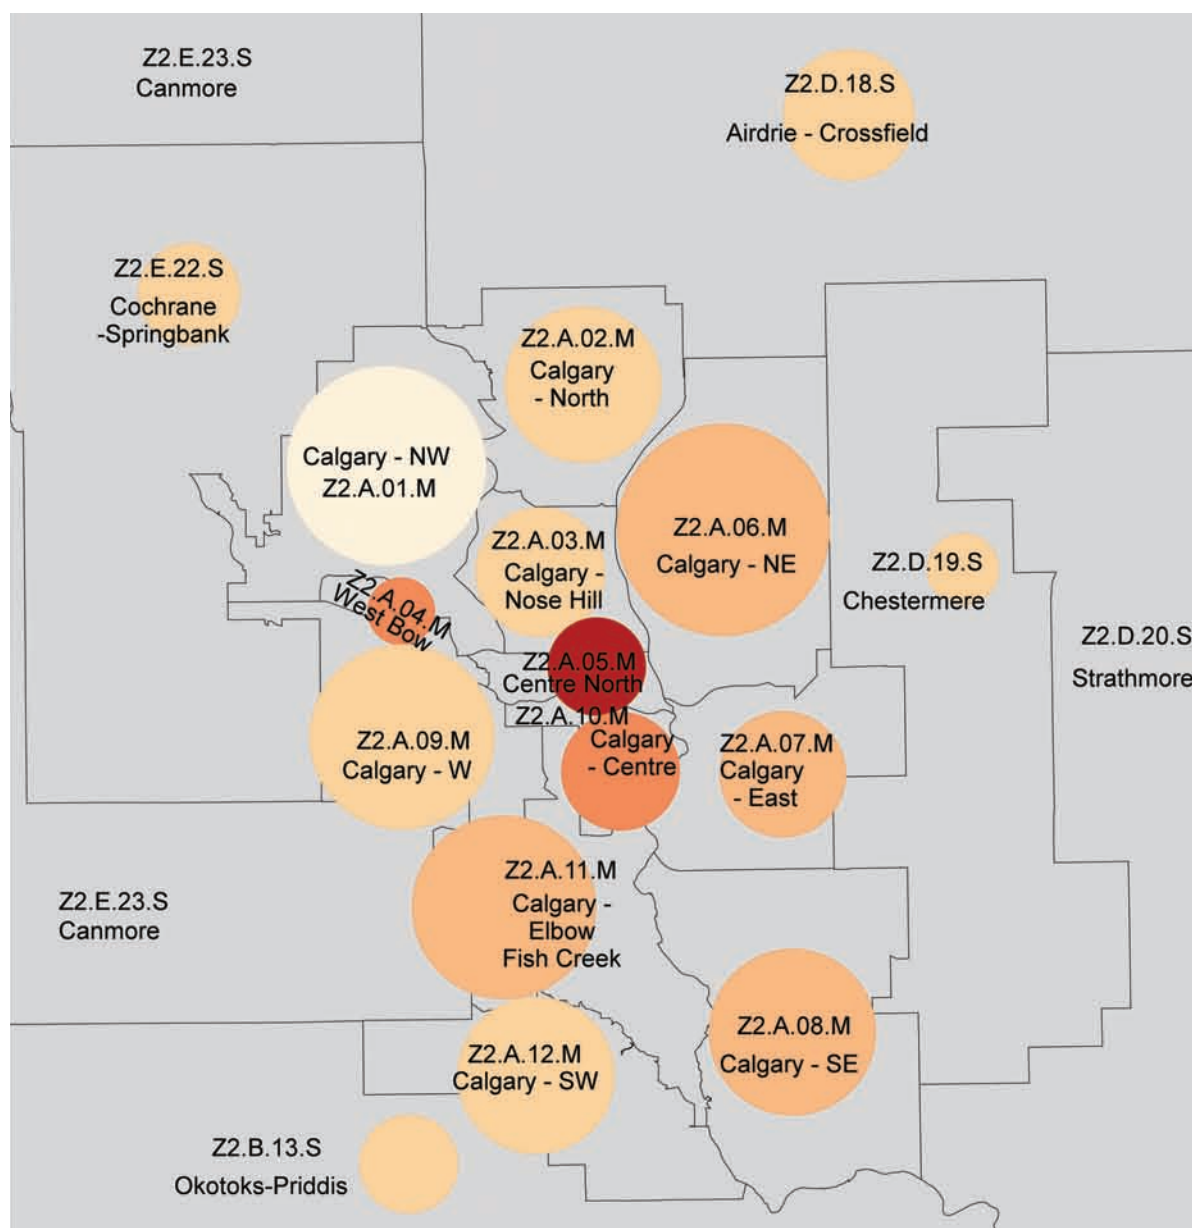 Z2.E.23.S
Canmore
Z2.D.18.S
Airdrie - Crossfield
Z2.E.22.S
Cochrane
-Springbank
Z2.A.02.M
Calgary
- North
Calgary - NW
Z2.A.01.M
Z2.A.03.M
Calgary -
Nose Hill
Z2.A.06.M
Calgary - NE
Z2.D.19.S
Chestermere
Z2.A.04.M
West Bow
Z2.A.05.M
Centre North
Z2.D.20.S
Strathmore
Z2.A.10.M
Calgary
- Centre
Z2.A.09.M
Calgary - W
Z2.A.07.M
Calgary
- East
Z2.A.11.M
Calgary -
Elbow
Fish Creek
Z2.E.23.S
Canmore
Z2.A.08.M
Calgary - SE
Z2.A.12.M
Calgary - SW
Z2.B.13.S
Okotoks-Priddis